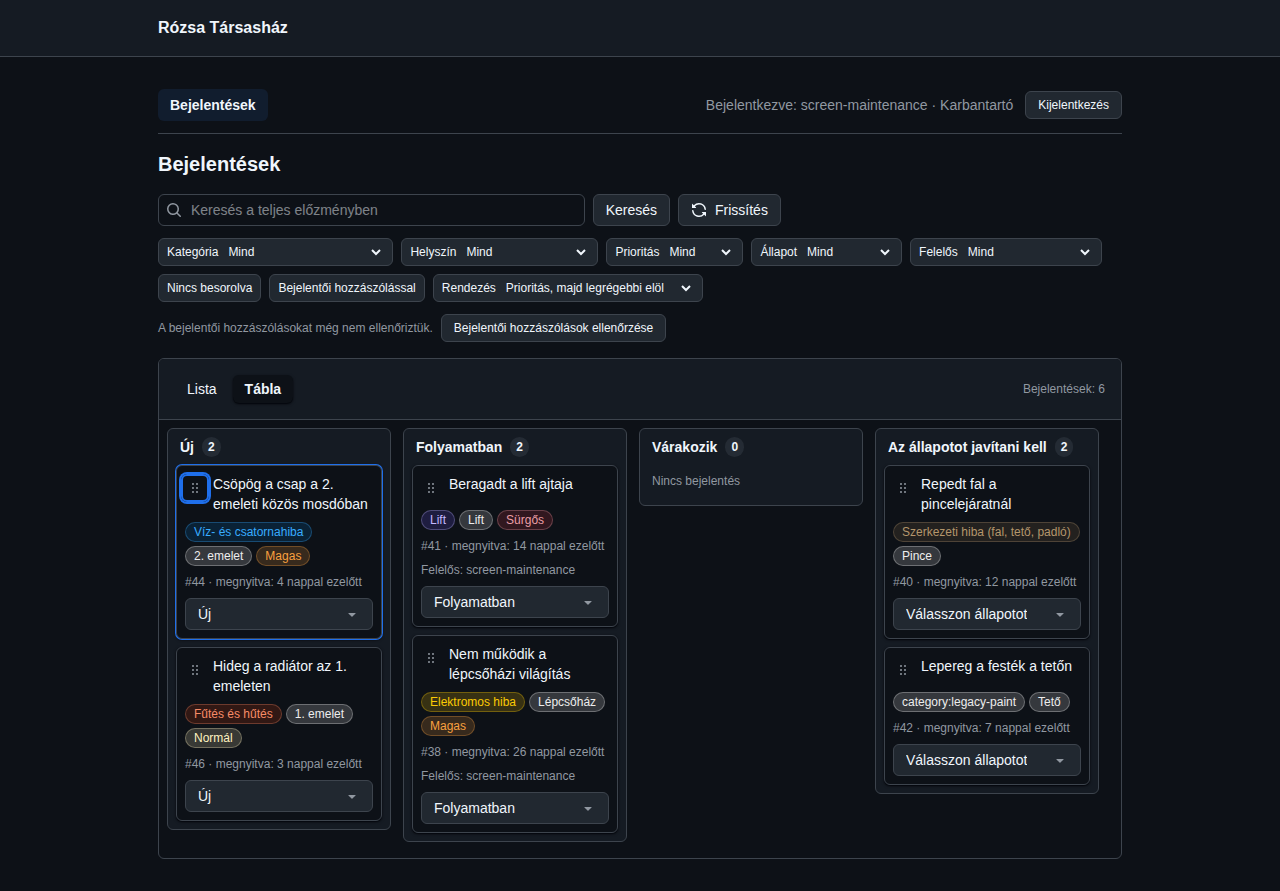 Rózsa Társasház
Bejelentések
Bejelentkezve: screen-maintenance · Karbantartó
Kijelentkezés
Bejelentések
Keresés a teljes előzményben
Keresés
Frissítés
Kategória Mind
Helyszín Mind
Prioritás Mind
Állapot Mind
Felelős Mind
Nincs besorolva
Bejelentői hozzászólással
Rendezés Prioritás, majd legrégebbi elöl
A bejelentői hozzászólásokat még nem ellenőriztük.
Bejelentői hozzászólások ellenőrzése
Lista
Tábla
Bejelentések: 6
Új 2
Csöpög a csap a 2.
emeleti közös mosdóban
Víz- és csatornahiba
2. emelet Magas
#44 · megnyitva: 4 nappal ezelőtt
Új
Hideg a radiátor az 1.
emeleten
Fűtés és hűtés 1. emelet
Normál
#46 · megnyitva: 3 nappal ezelőtt
Új
Folyamatban 2
Beragadt a lift ajtaja
Lift Lift Sürgős
#41 · megnyitva: 14 nappal ezelőtt
Felelős: screen-maintenance
Folyamatban
Nem működik a
lépcsőházi világítás
Elektromos hiba Lépcsőház
Magas
#38 · megnyitva: 26 nappal ezelőtt
Felelős: screen-maintenance
Folyamatban
Várakozik 0
Nincs bejelentés
Az állapotot javítani kell 2
Repedt fal a
pincelejáratnál
Szerkezeti hiba (fal, tető, padló)
Pince
#40 · megnyitva: 12 nappal ezelőtt
Válasszon állapotot
Lepereg a festék a tetőn
category:legacy-paint Tető
#42 · megnyitva: 7 nappal ezelőtt
Válasszon állapotot